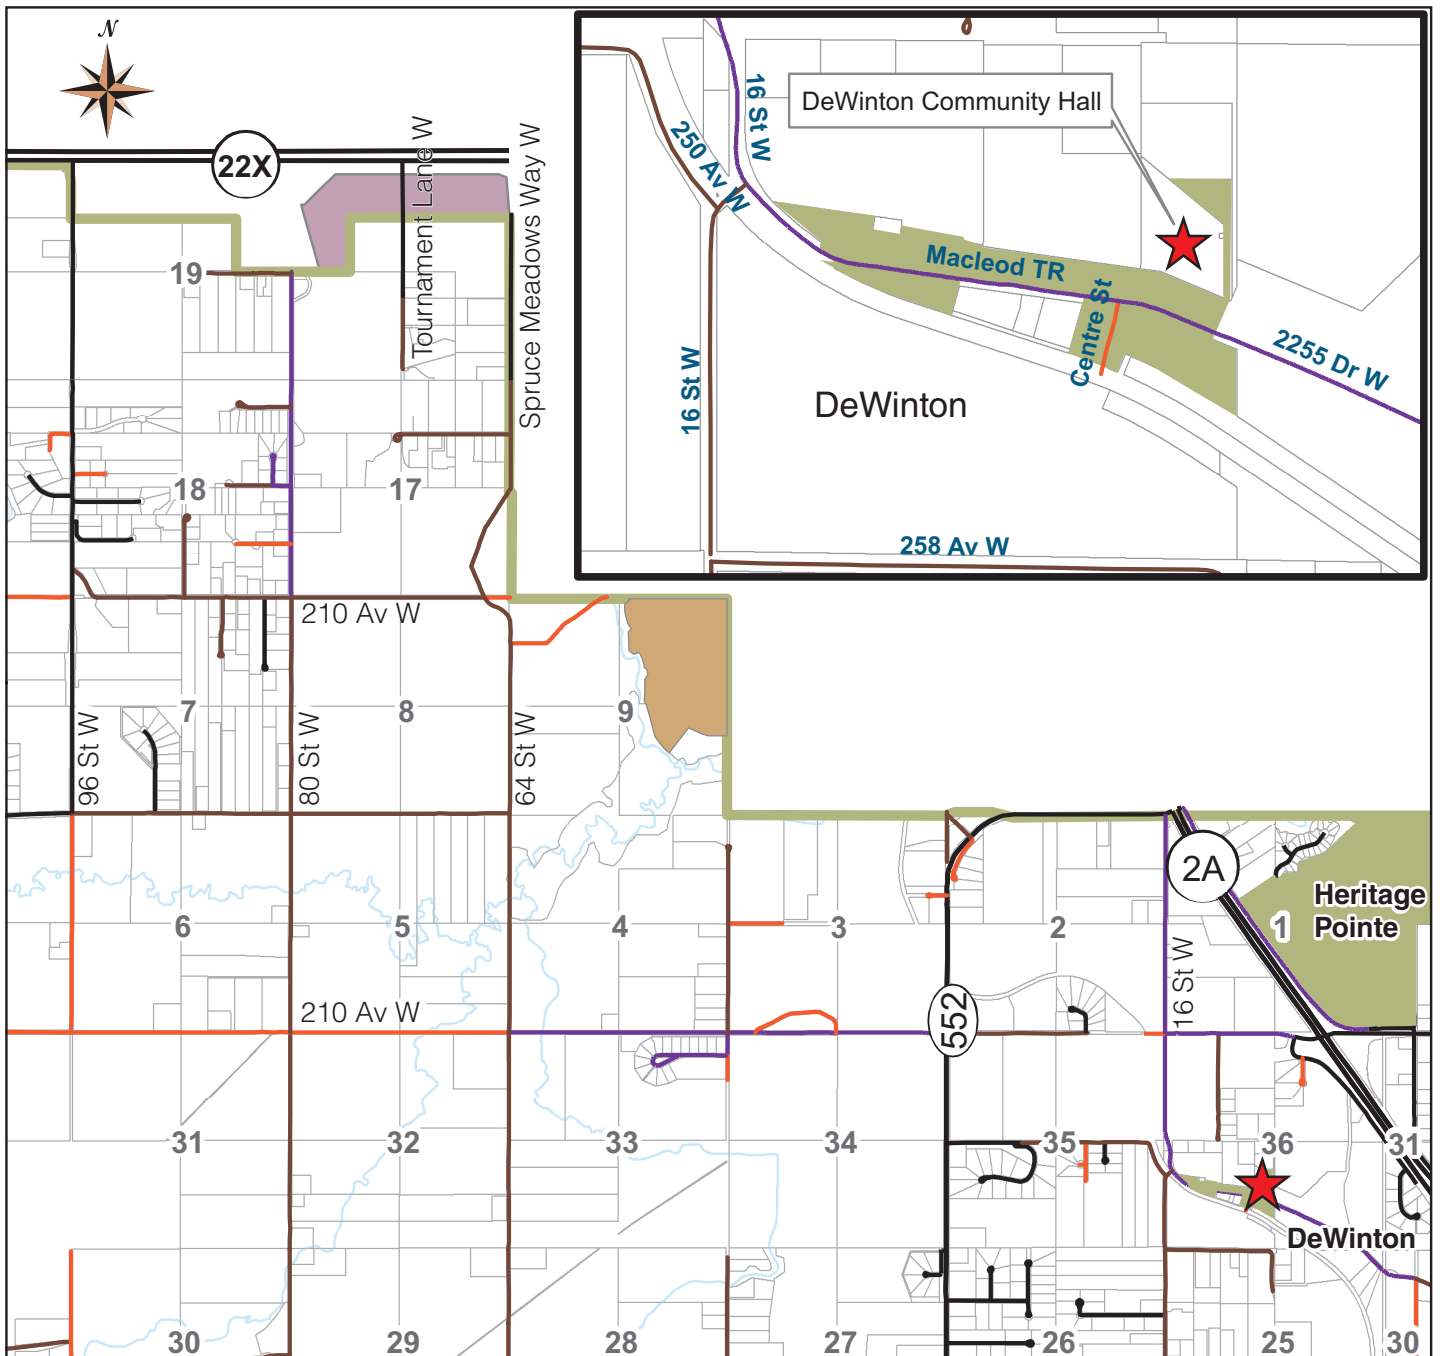 N
22X
Tournament Lane W
Spruce Meadows Way W
16 St W
DeWinton Community Hall
250 Av W
Macleod TR
Centre St
2255 Dr W
16 St W
DeWinton
258 Av W
19
18
17
210 Av W
7
8
9
96 St W
80 St W
64 St W
2A
Heritage
Pointe
6
5
4
3
2
1
16 St W
210 Av W
552
31
32
33
34
35
36
31
DeWinton
30
29
28
27
26
25
30